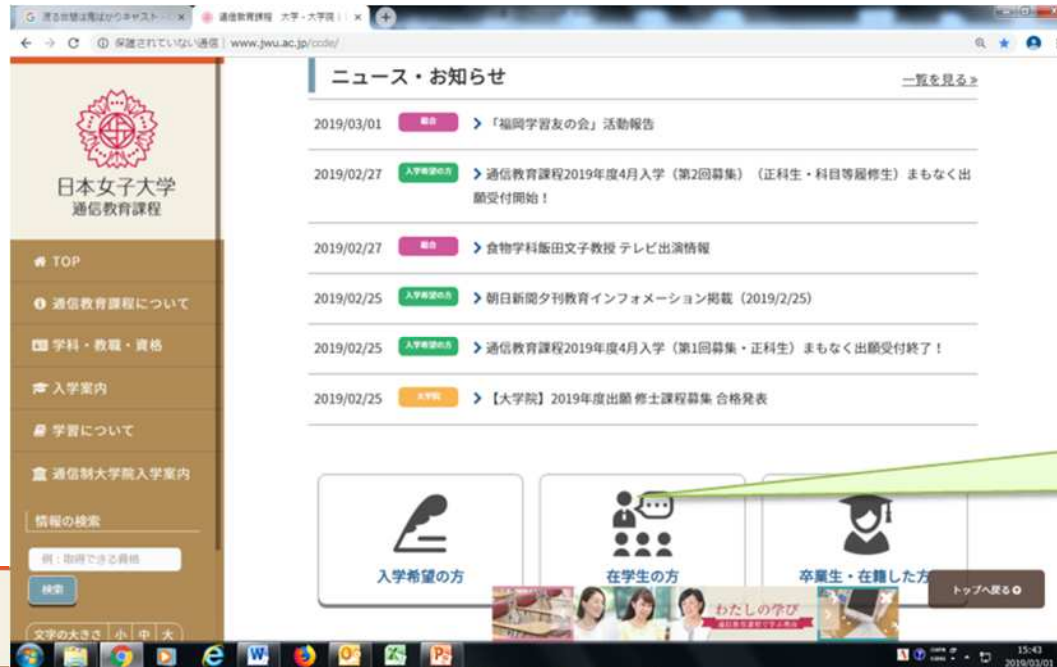 保護されていない通信 | www.jwu.ac.jp/ccde/
日本女子大学
通信教育課程
TOP
通信教育課程について
学科・教職・資格
入学案内
学習について
通信制大学院入学案内
情報の検索
例：取得できる資格
検索
文字の大きさ 小 中 大
ニュース・お知らせ
一覧を見る»
2019/03/01 総合 「福岡学習友の会」活動報告
2019/02/27 入学希望の方 通信教育課程2019年度4月入学（第2回募集）（正科生・科目等履修生）まもなく出
願受付開始！
2019/02/27 総合 食物学科飯田文子教授 テレビ出演情報
2019/02/25 入学希望の方 朝日新聞夕刊教育インフォメーション掲載（2019/2/25）
2019/02/25 入学希望の方 通信教育課程2019年度4月入学（第1回募集・正科生）まもなく出願受付終了！
2019/02/25 大学院 【大学院】2019年度出願 修士課程募集 合格発表
入学希望の方
在学生の方
卒業生・在籍した方
トップへ戻る
わたしの学び
15:43
2019/03/01